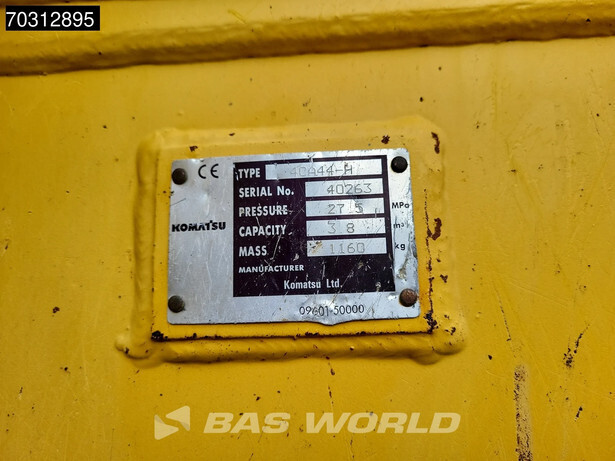 70312895
CE
TYPE 40A44-H
SERIAL No. 40263
PRESSURE 27.5 MPa
KOMATSU
CAPACITY 3.8 m³
MASS 1160 kg
MANUFACTURER
Komatsu Ltd.
09601-50000
BAS WORLD